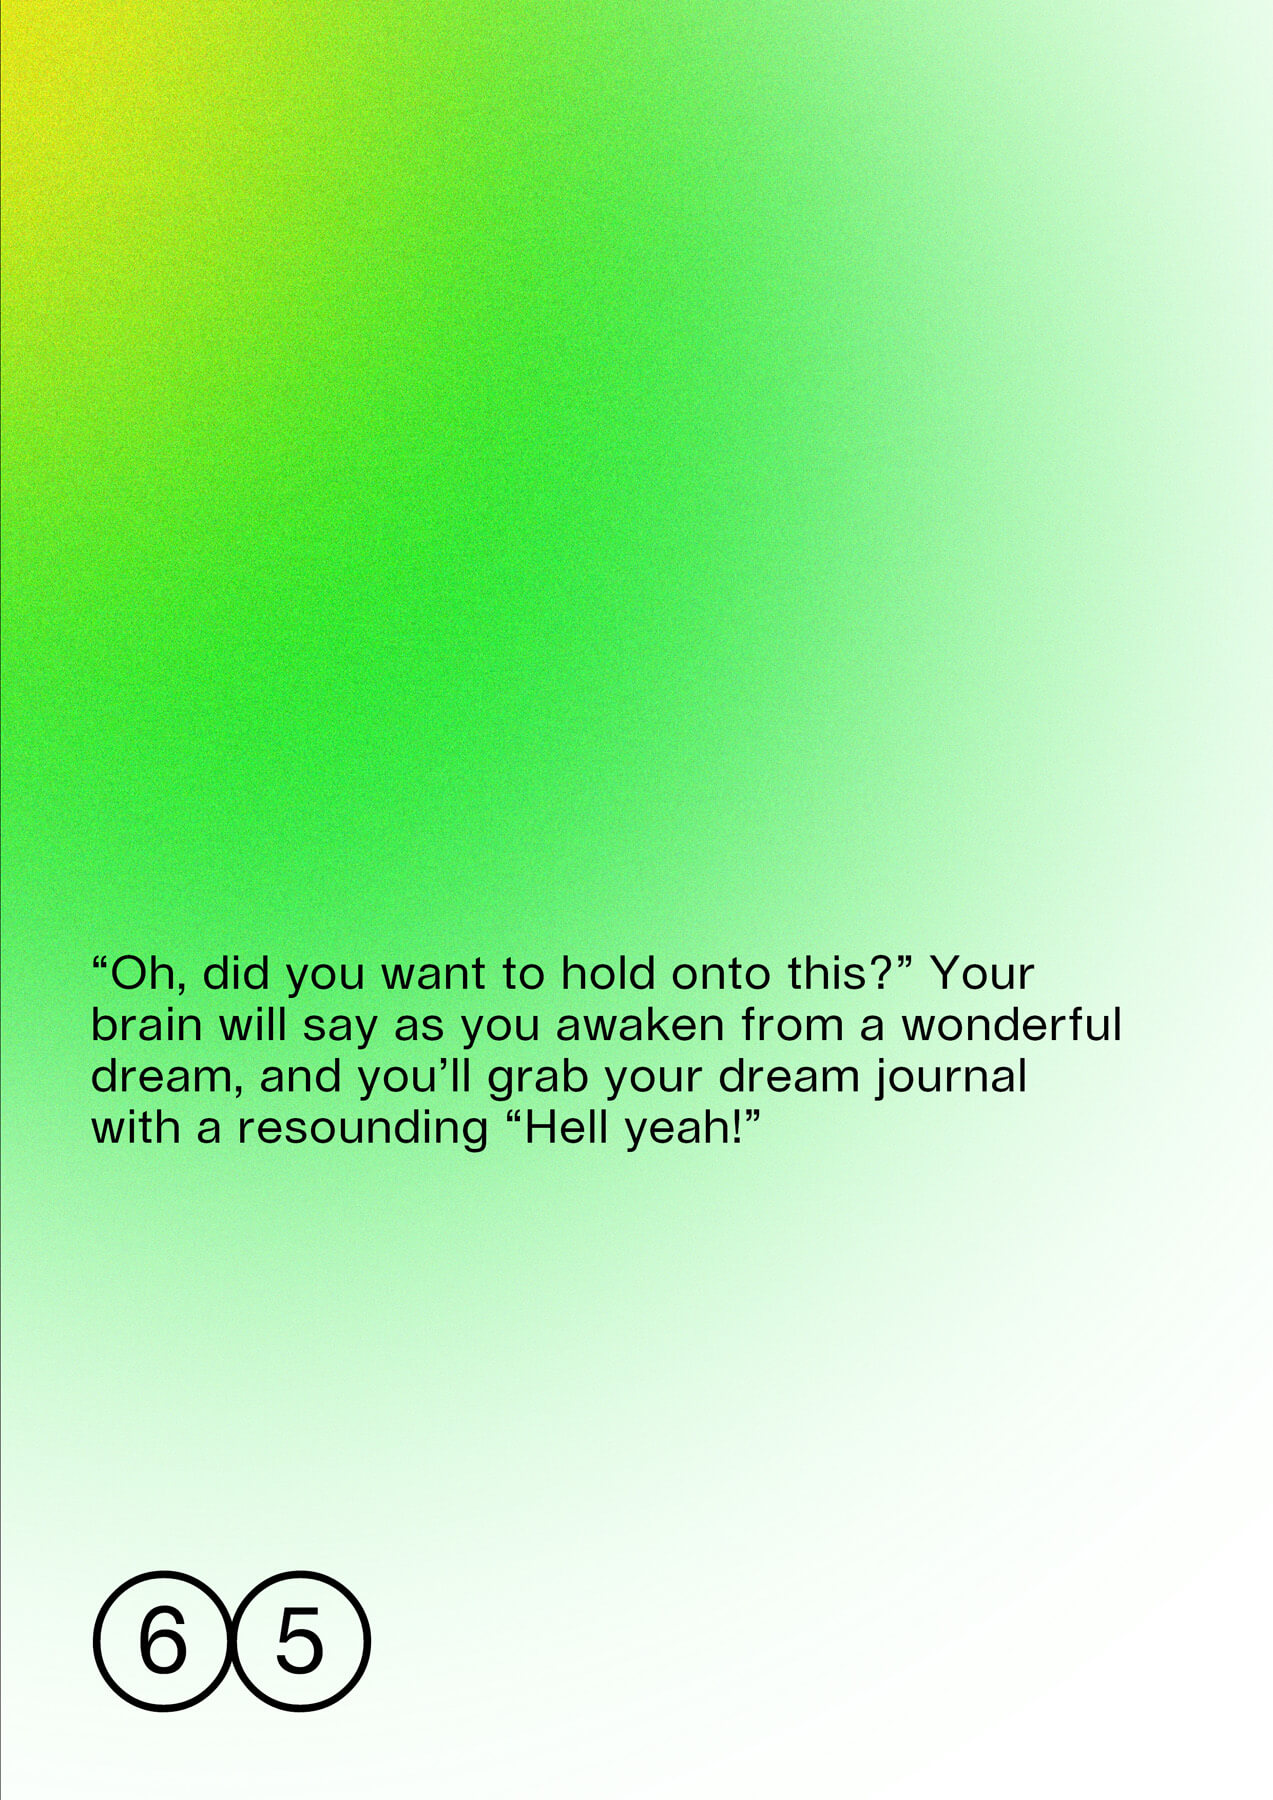 “Oh, did you want to hold onto this?” Your
brain will say as you awaken from a wonderful
dream, and you’ll grab your dream journal
with a resounding “Hell yeah!”
6 5